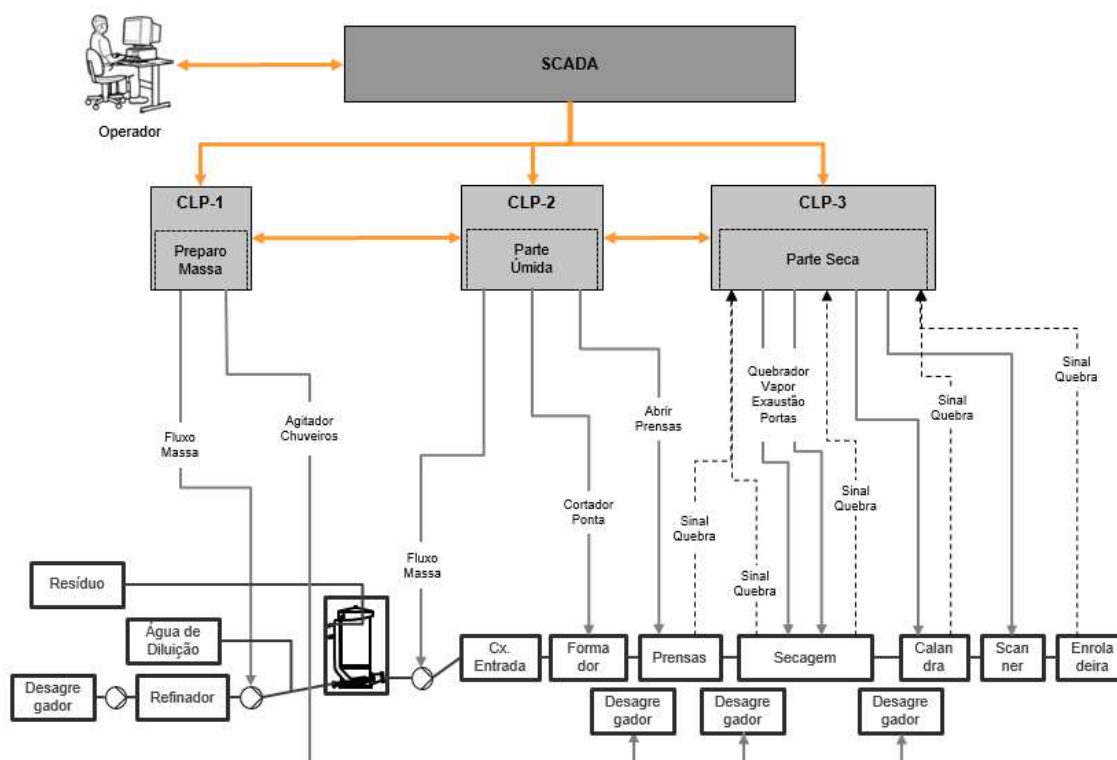 SCADA
Operador
CLP-1
CLP-2
CLP-3
Preparo
Massa
Parte
Úmida
Parte Seca
Fluxo
Massa
Agitador
Chuveiros
Fluxo
Massa
Cortador
Ponta
Abrir
Prensas
Sinal
Quebra
Quebrador
Vapor
Exaustão
Portas
Sinal
Quebra
Sinal
Quebra
Sinal
Quebra
Sinal
Quebra
Resíduo
Água de
Diluição
Desagre
gador
Refinador
Cx.
Entrada
Forma
dor
Prensas
Secagem
Calan
dra
Scan
ner
Enrola
deira
Desagre
gador
Desagre
gador
Desagre
gador